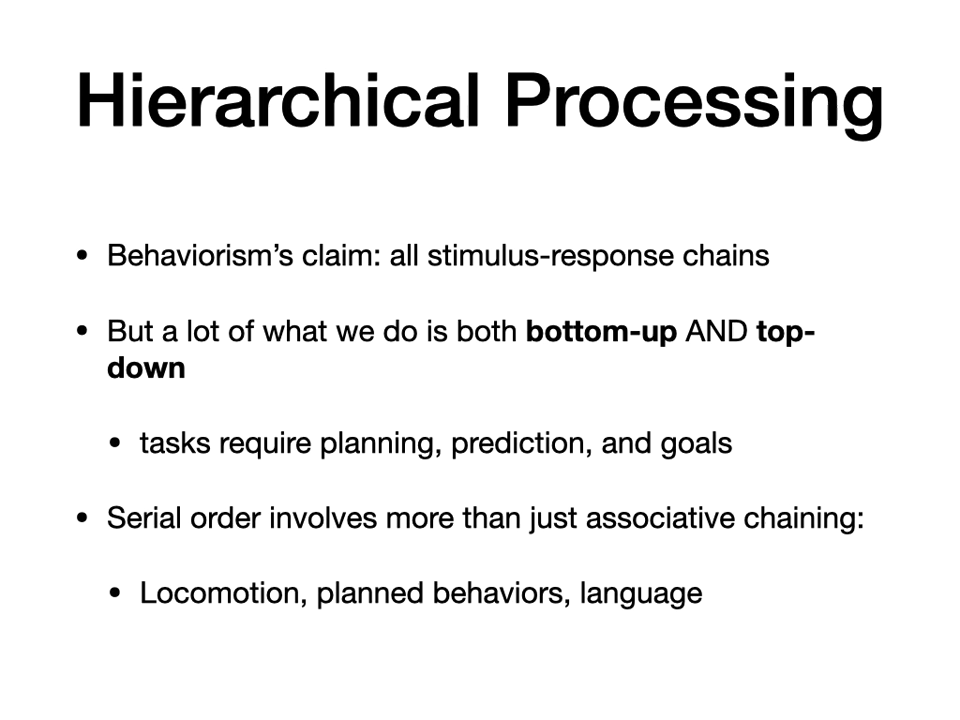 Hierarchical Processing
• Behaviorism’s claim: all stimulus-response chains
• But a lot of what we do is both bottom-up AND top-
down
• tasks require planning, prediction, and goals
• Serial order involves more than just associative chaining:
• Locomotion, planned behaviors, language